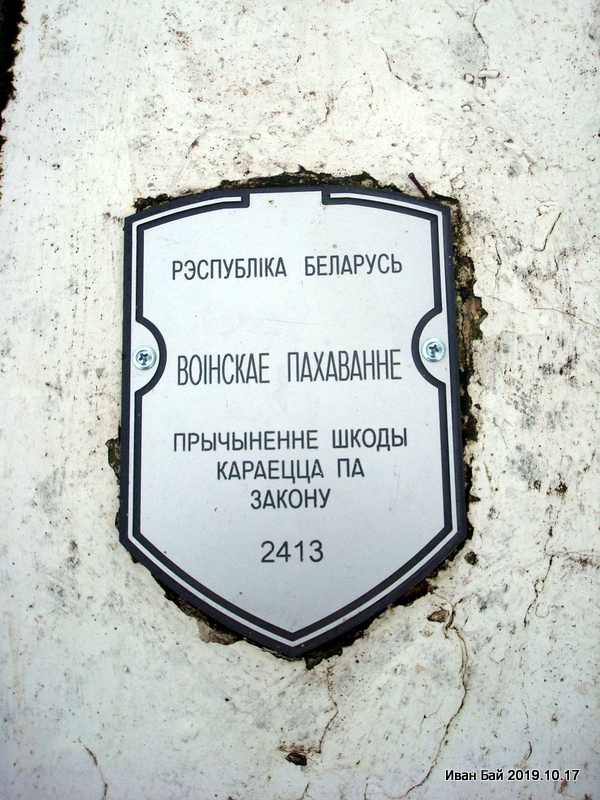 РЭСПУБЛІКА БЕЛАРУСЬ
ВОІНСКАЕ ПАХАВАННЕ
ПРЫЧЫНЕННЕ ШКОДЫ
КАРАЕЦЦА ПА
ЗАКОНУ
2413
Иван Бай 2019.10.17